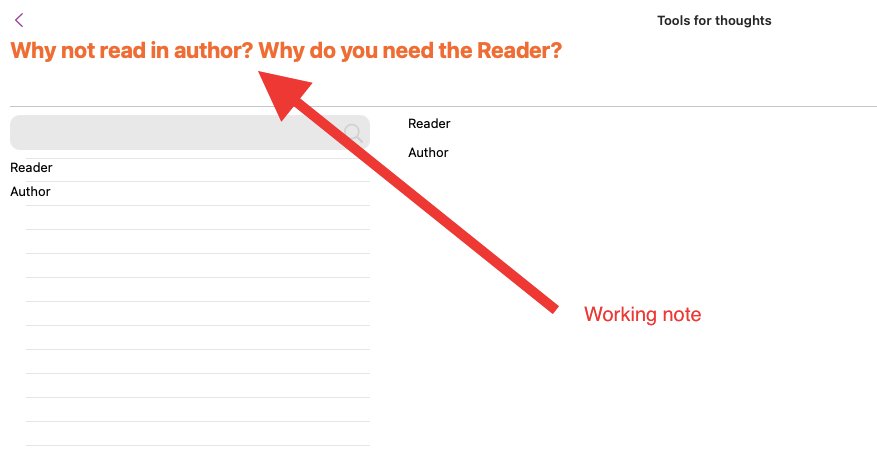 Tools for thoughts
Why not read in author? Why do you need the Reader?
Reader
Author
Reader
Author
Working note